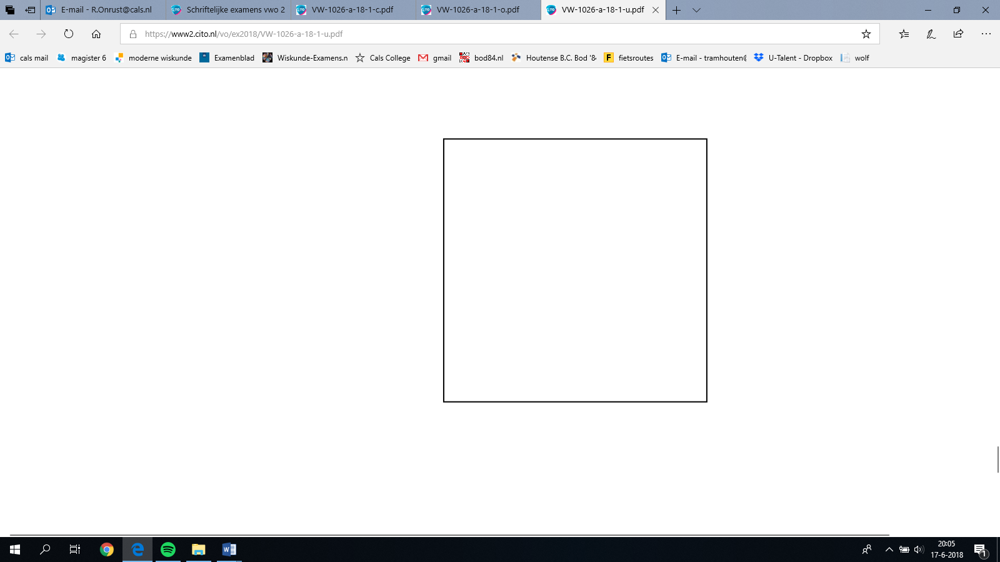 E-mail - R.Onrust@cals.nl
Schriftelijke examens vwo 2
VW-1026-a-18-1-c.pdf
VW-1026-a-18-1-o.pdf
VW-1026-a-18-1-u.pdf
https://www2.cito.nl/vo/ex2018/VW-1026-a-18-1-u.pdf
cals mail
magister 6
moderne wiskunde
Examenblad
Wiskunde-Examens.n
Cals College
gmail
bod84.nl
Houtense B.C. Bod '84
fietsroutes
E-mail - tramhouten@
U-Talent - Dropbox
wolf
20:05
17-6-2018
1